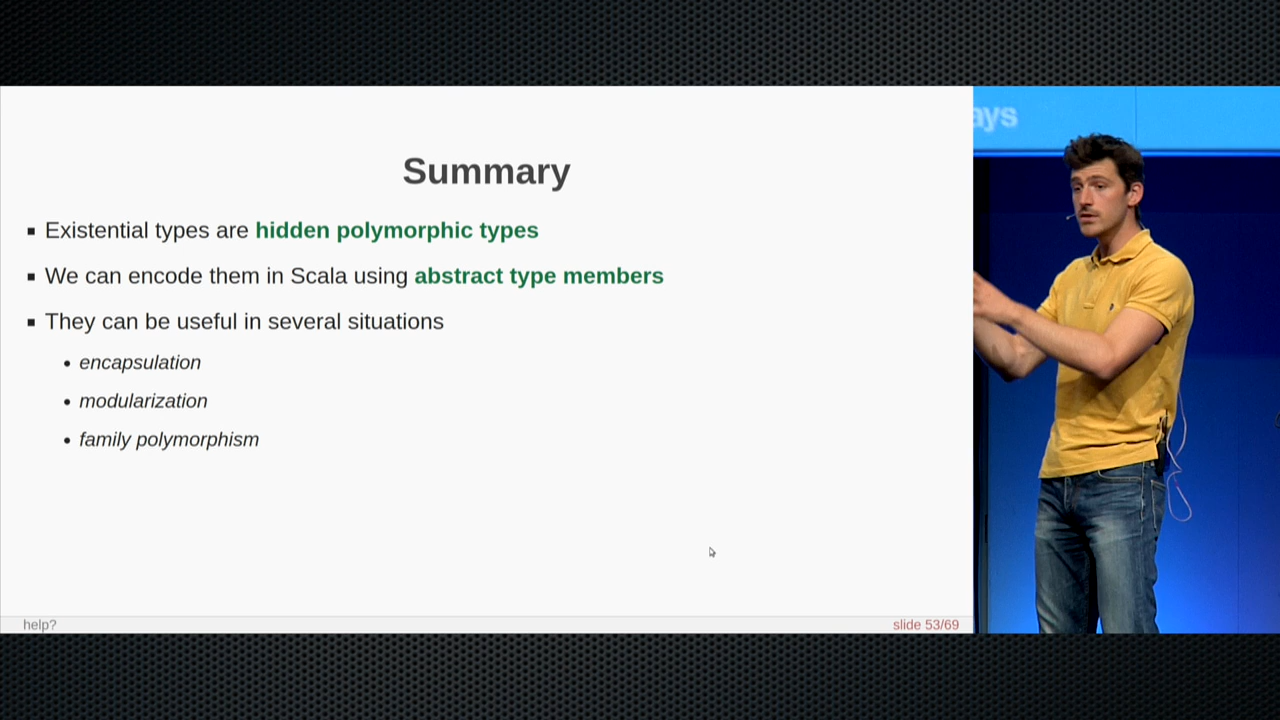 Summary
Existential types are hidden polymorphic types
We can encode them in Scala using abstract type members
They can be useful in several situations
encapsulation
modularization
family polymorphism
help?
slide 53/69
ays